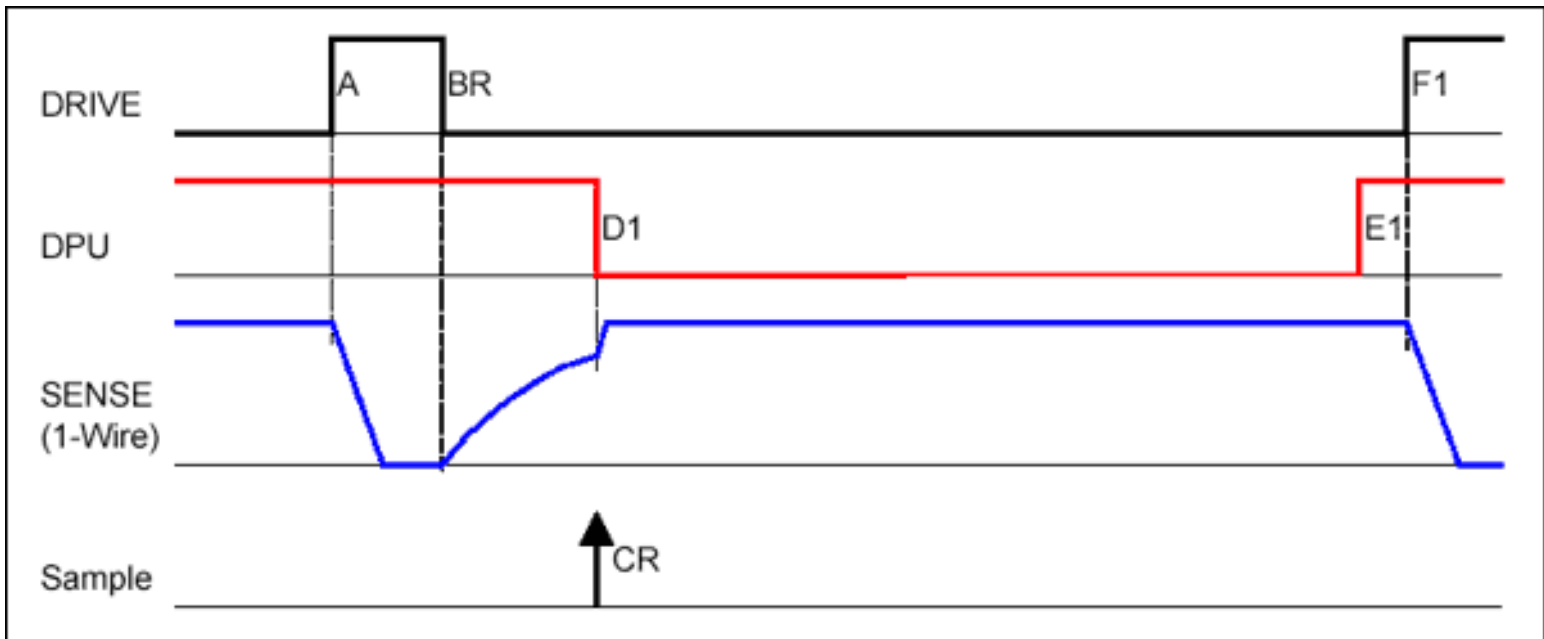 A
BR
F1
DRIVE
D1
E1
DPU
SENSE
(1-Wire)
CR
Sample